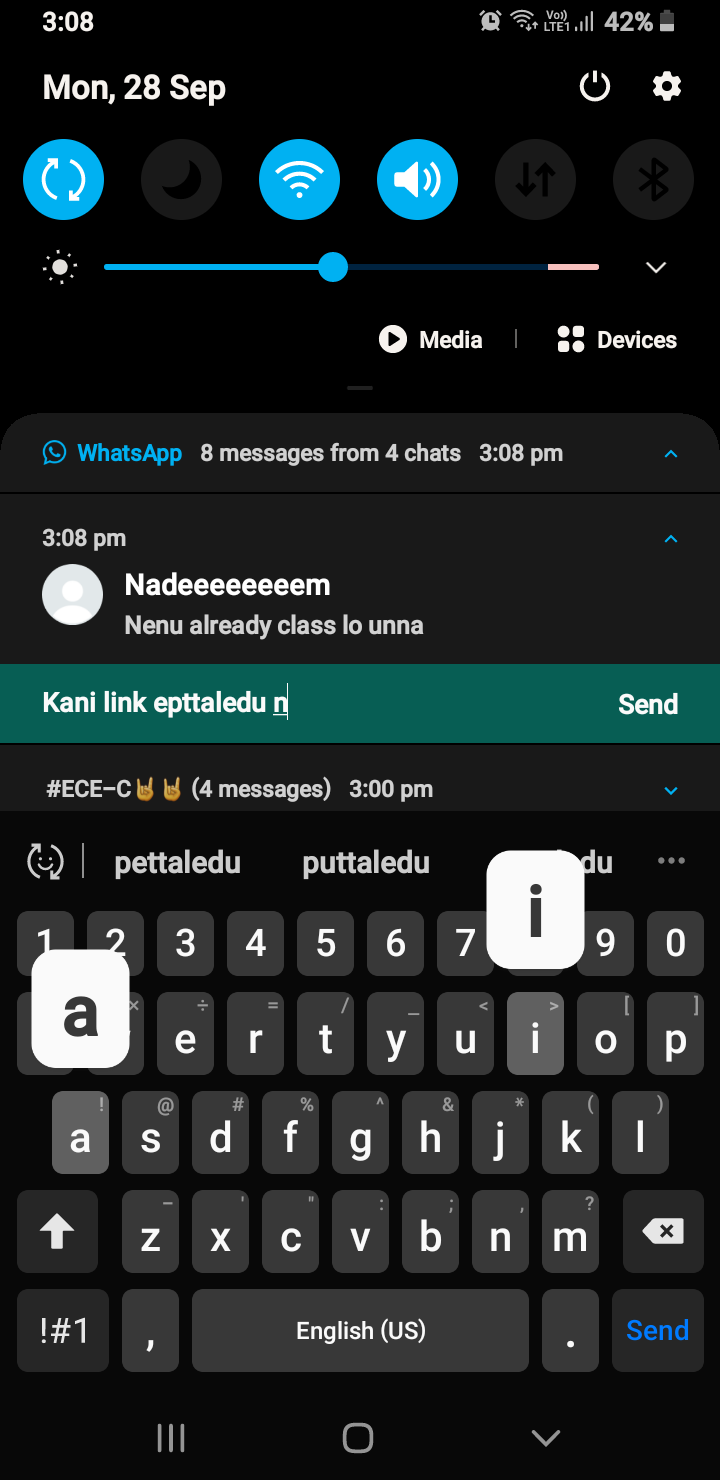 3:08 Vo)) LTE1 42%
Mon, 28 Sep
Media | Devices
WhatsApp 8 messages from 4 chats 3:08 pm
3:08 pm
Nadeeeeeeeem
Nenu already class lo unna
Kani link epttaledu n Send
#ECE-C🤘🤘 (4 messages) 3:00 pm
pettaledu puttaledu du ...
i
1 2 3 4 5 6 7 9 0
a
× ÷ = / _ < > [ ]
e r t y u i o p
! @ # % ^ & * ( )
a s d f g h j k l
- ' " : ; , ?
z x c v b n m
!#1 , English (US) . Send